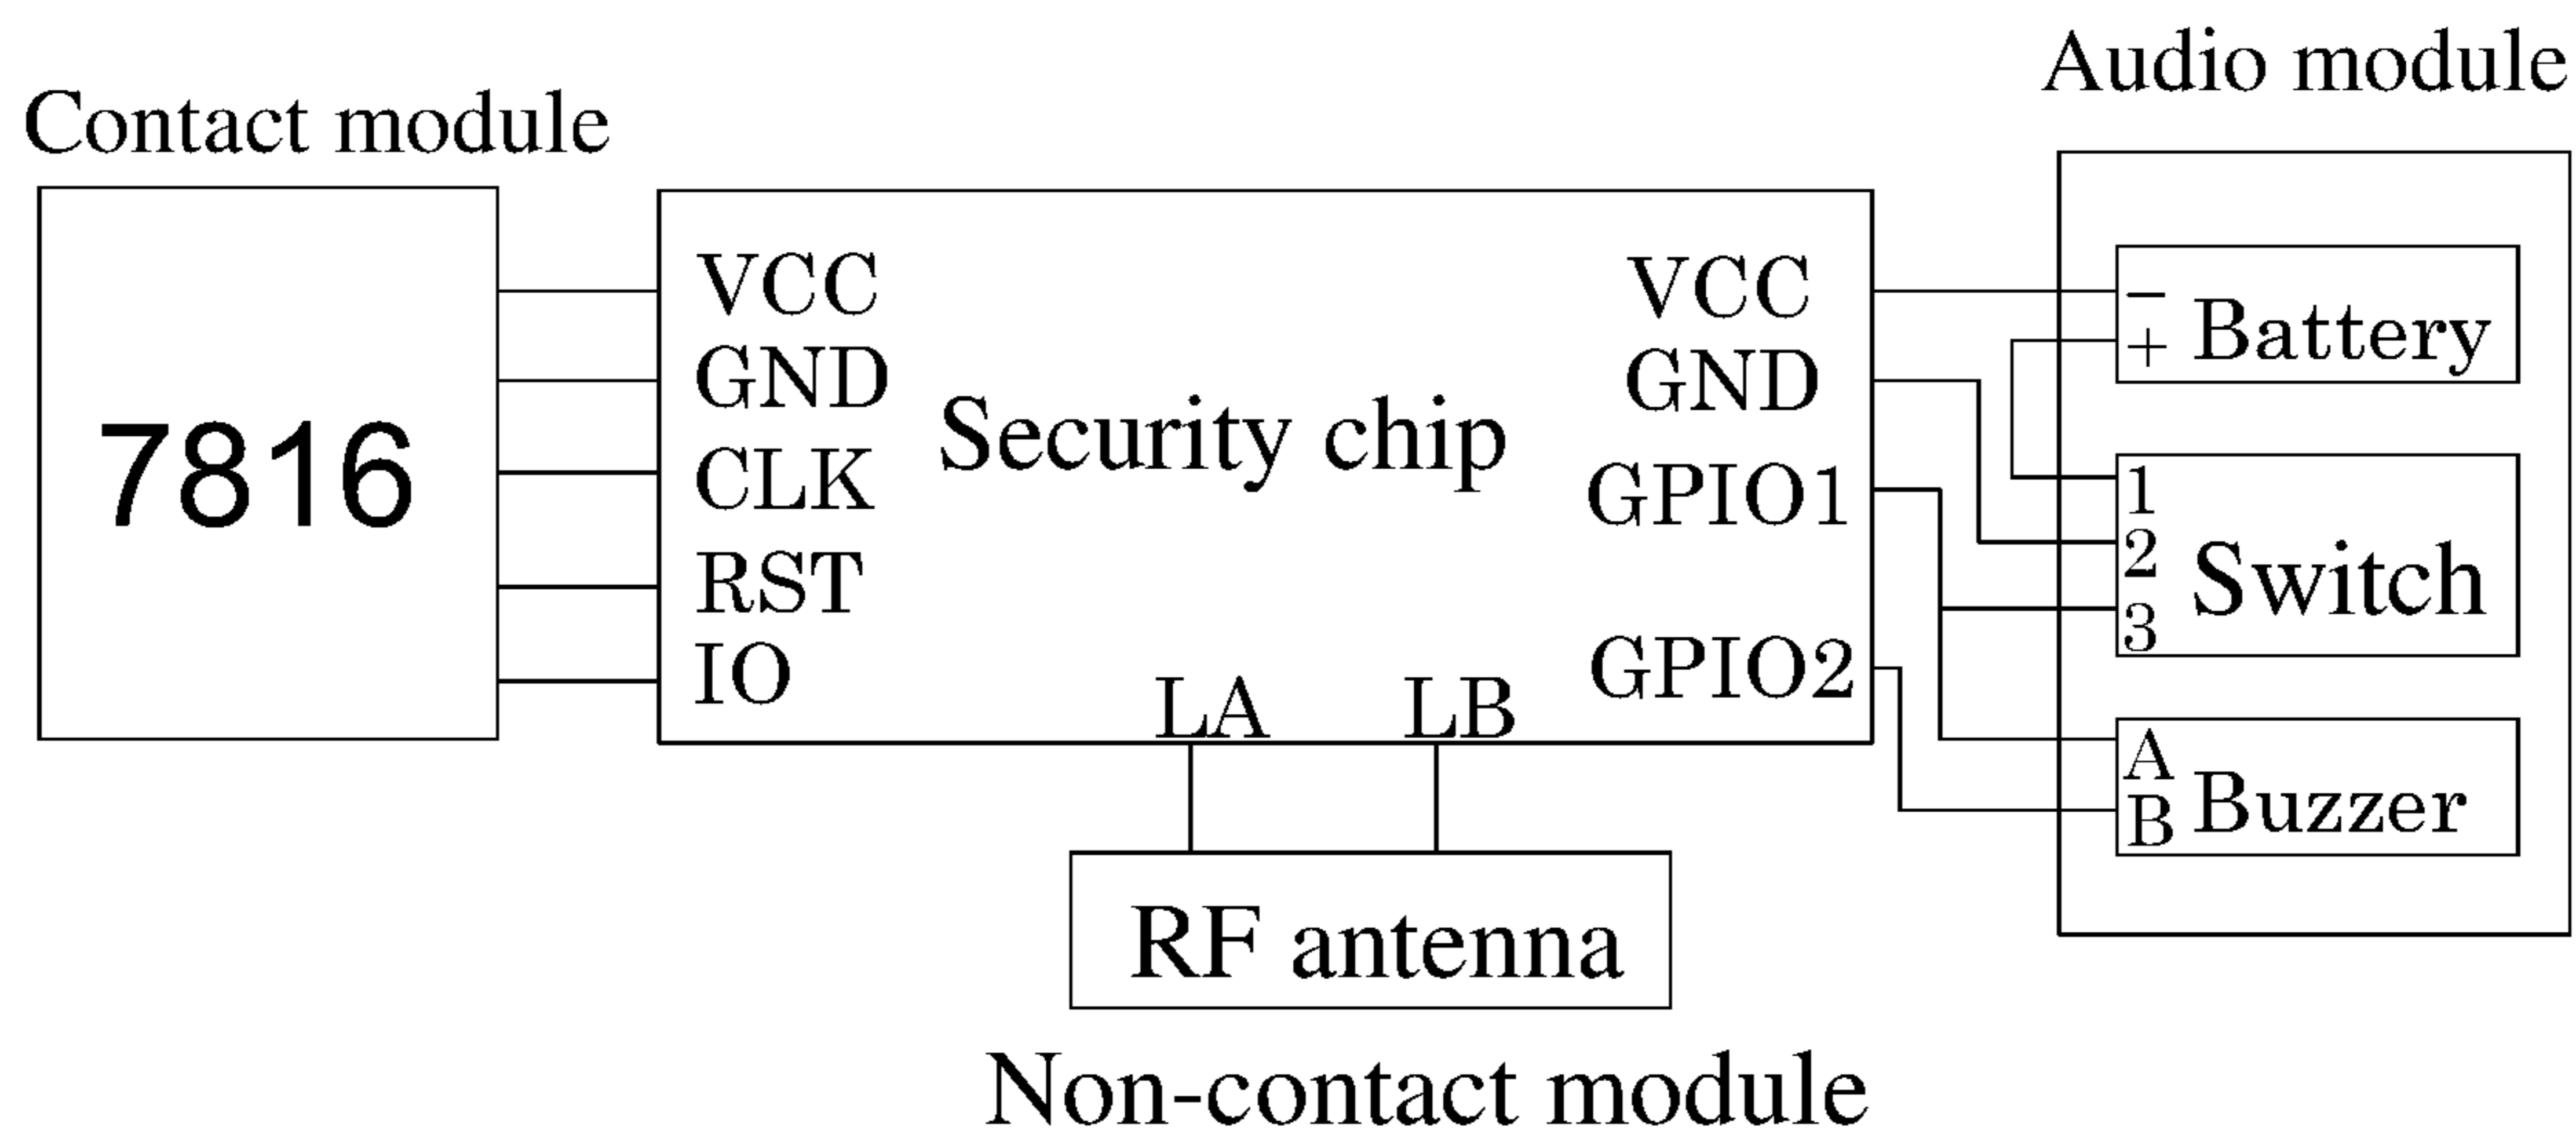 Contact module
7816
VCC
GND
CLK
RST
IO
Security chip
VCC
GND
GPIO1
GPIO2
LA LB
RF antenna
Non-contact module
Audio module
− Battery
+
1
2 Switch
3
A
B Buzzer